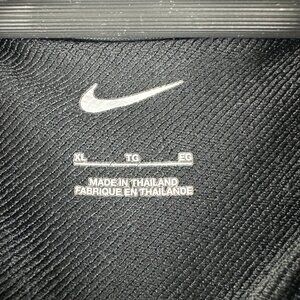 XL TG EG
MADE IN THAILAND
FABRIQUÉ EN THAÏLANDE